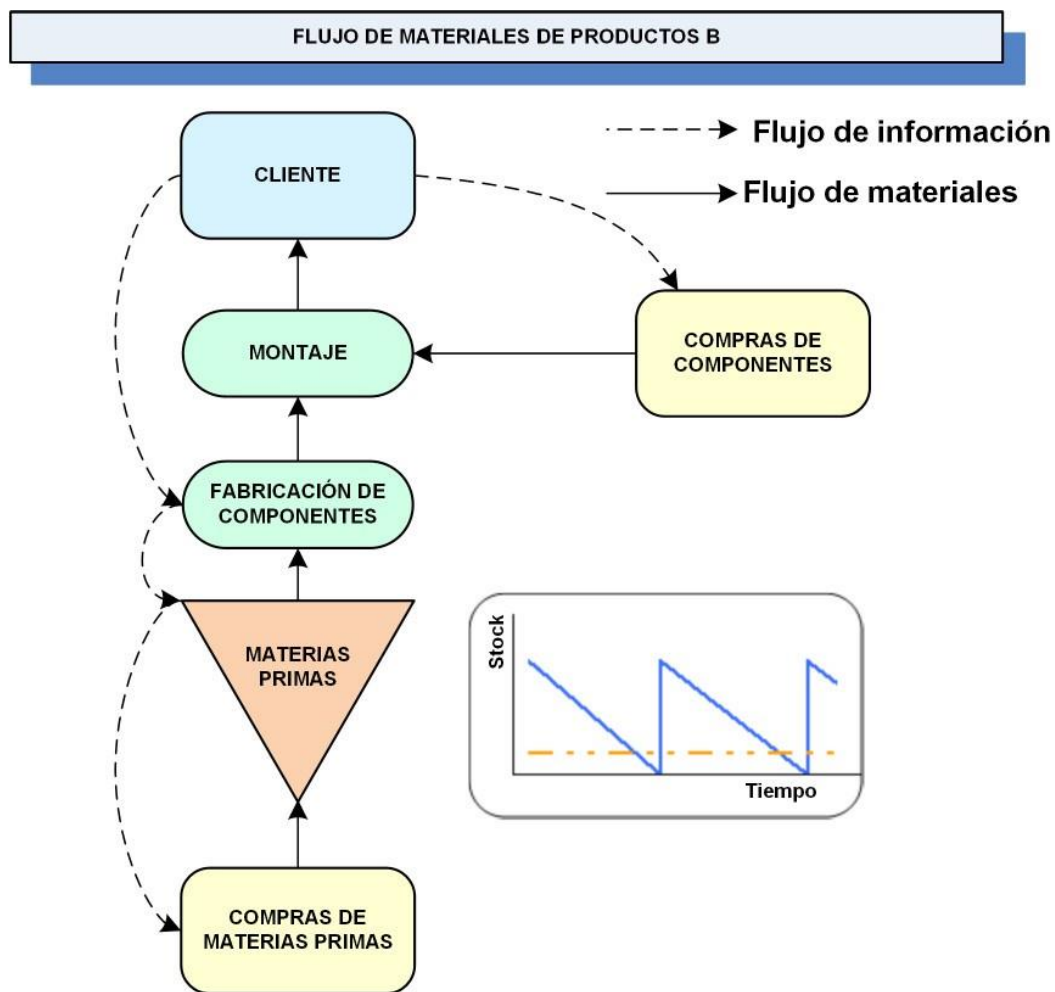 FLUJO DE MATERIALES DE PRODUCTOS B
CLIENTE
Flujo de información
Flujo de materiales
MONTAJE
COMPRAS DE
COMPONENTES
FABRICACIÓN DE
COMPONENTES
MATERIAS
PRIMAS
Stock
Tiempo
COMPRAS DE
MATERIAS PRIMAS